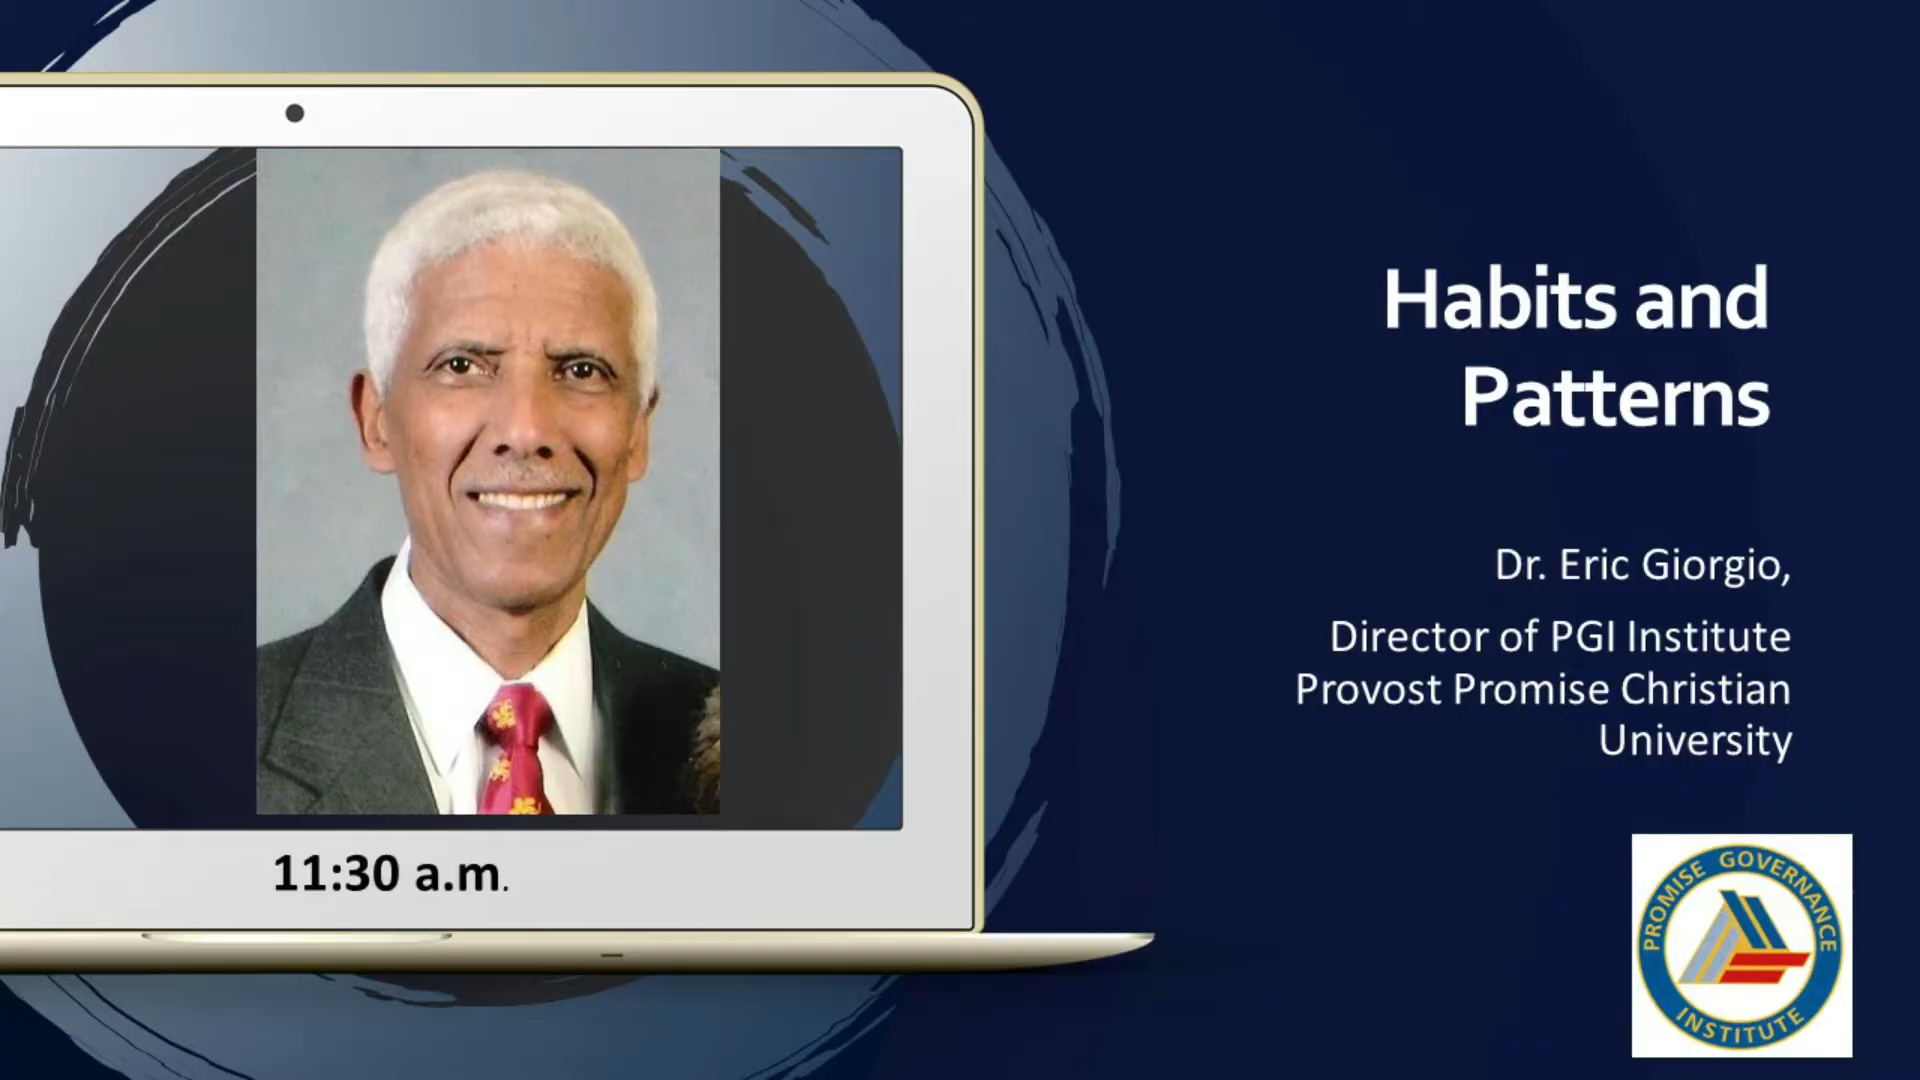 Habits and
Patterns
Dr. Eric Giorgio,
Director of PGI Institute
Provost Promise Christian
University
11:30 a.m.
PROMISE GOVERNANCE
INSTITUTE